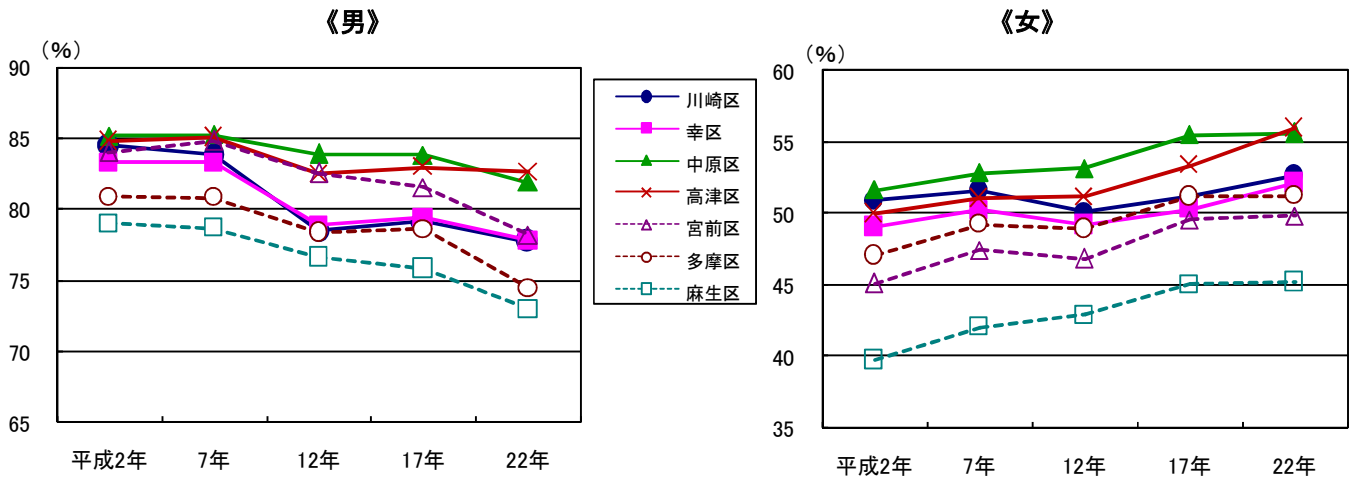 《男》
(%)
90
85
80
75
70
65
平成2年 7年 12年 17年 22年
川崎区
幸区
中原区
高津区
宮前区
多摩区
麻生区
《女》
(%)
60
55
50
45
40
35
平成2年 7年 12年 17年 22年